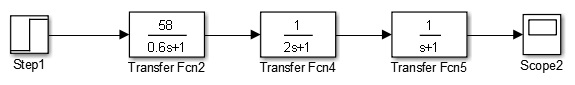 58
0.6s+1
1
2s+1
1
s+1
Step1
Transfer Fcn2
Transfer Fcn4
Transfer Fcn5
Scope2